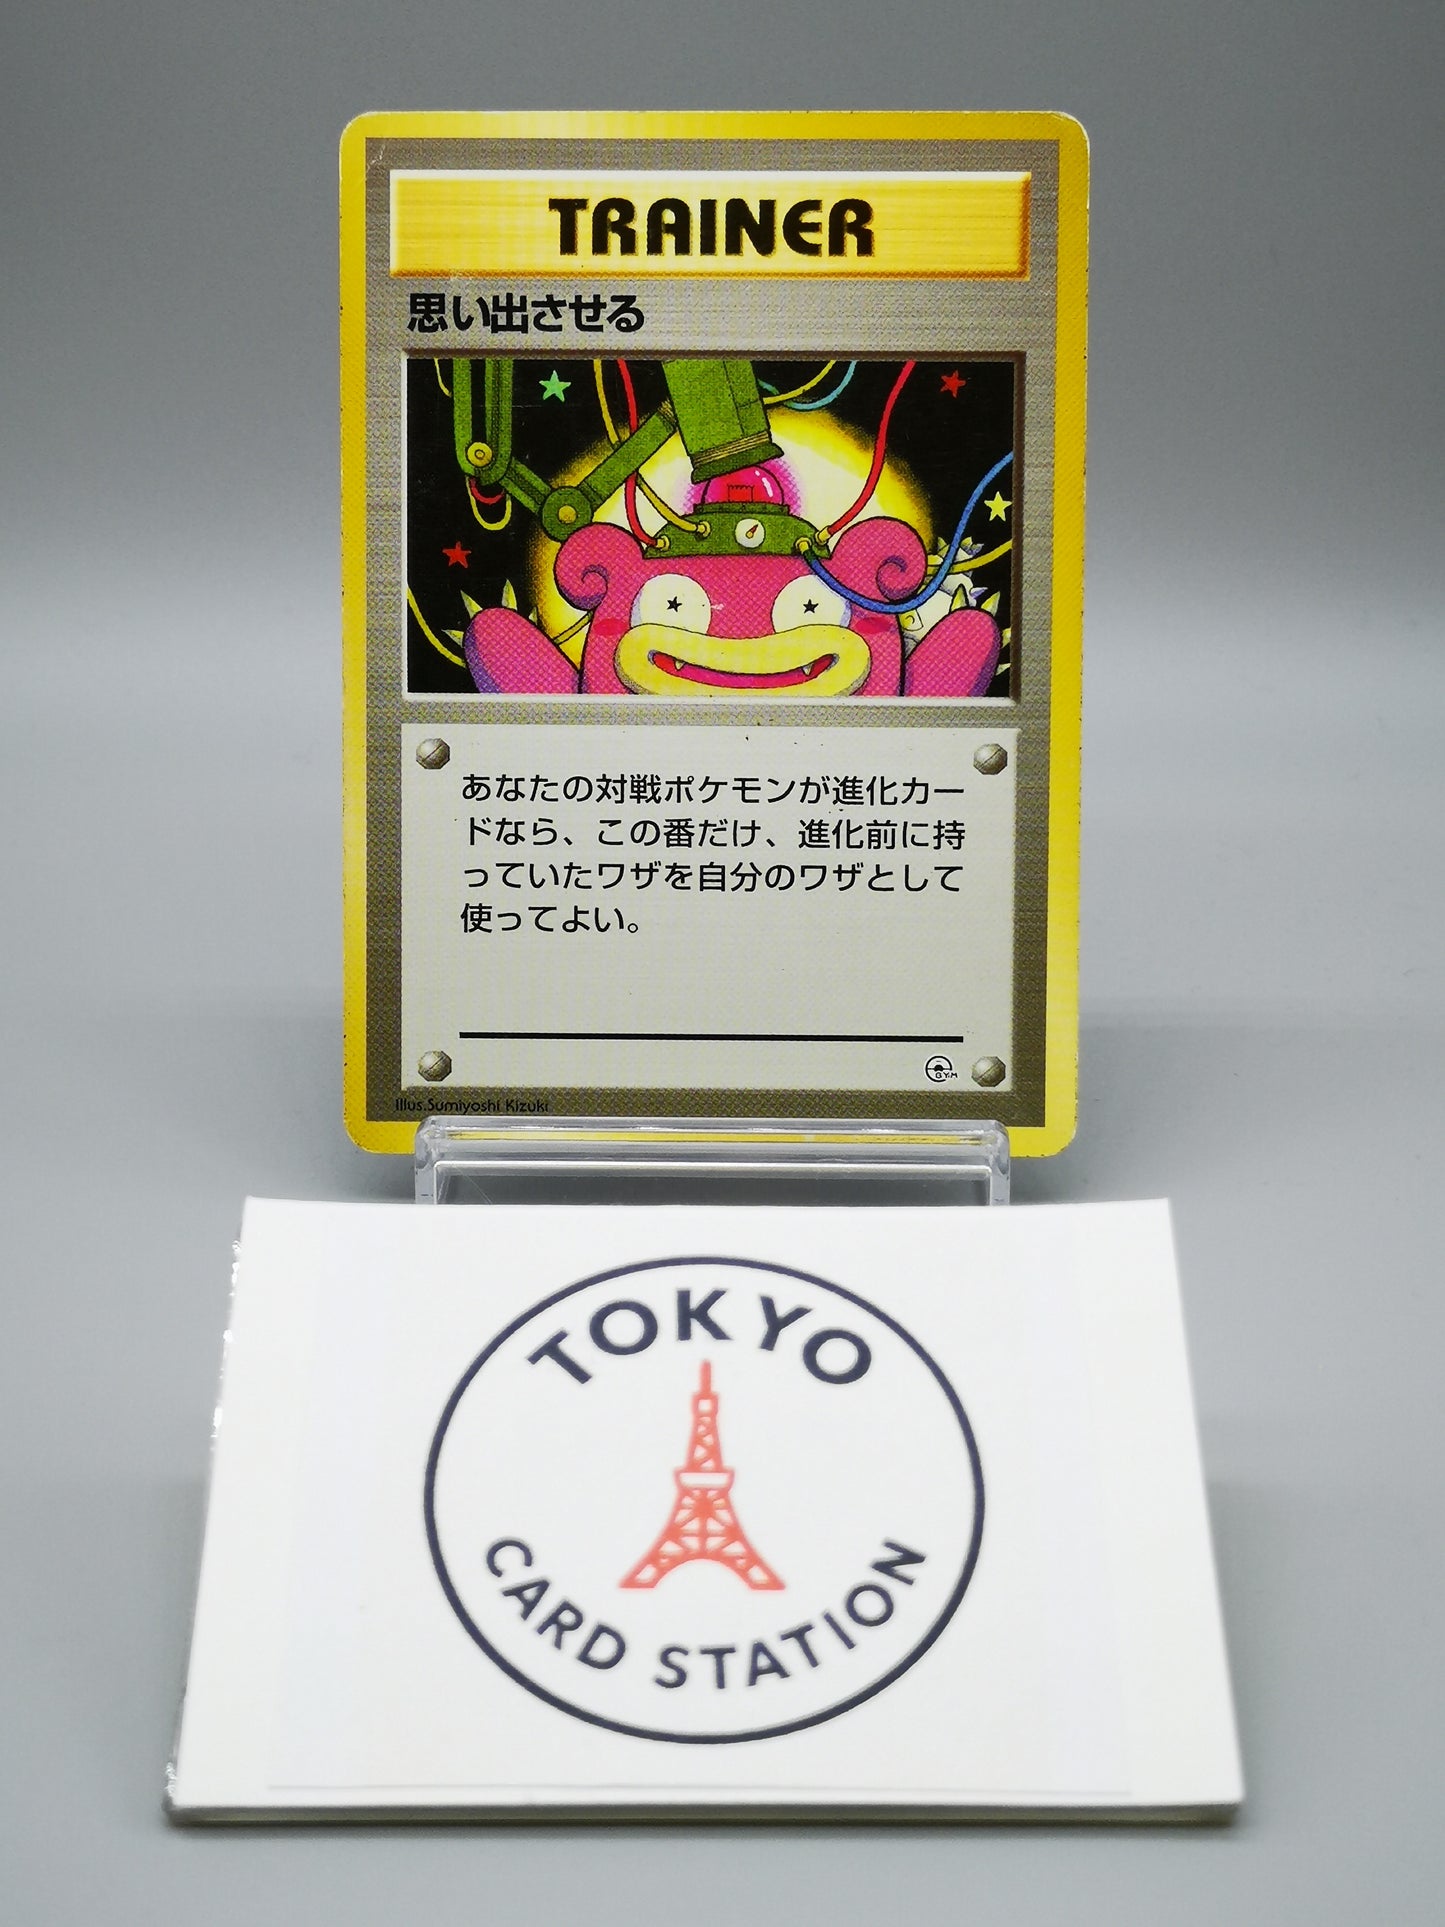 TRAINER
思い出させる
あなたの対戦ポケモンが進化カー
ドなら、この番だけ、進化前に持
っていたワザを自分のワザとして
使ってよい。
GYM
Illus.Sumiyoshi Kizuki
TOKYO
CARD STATION